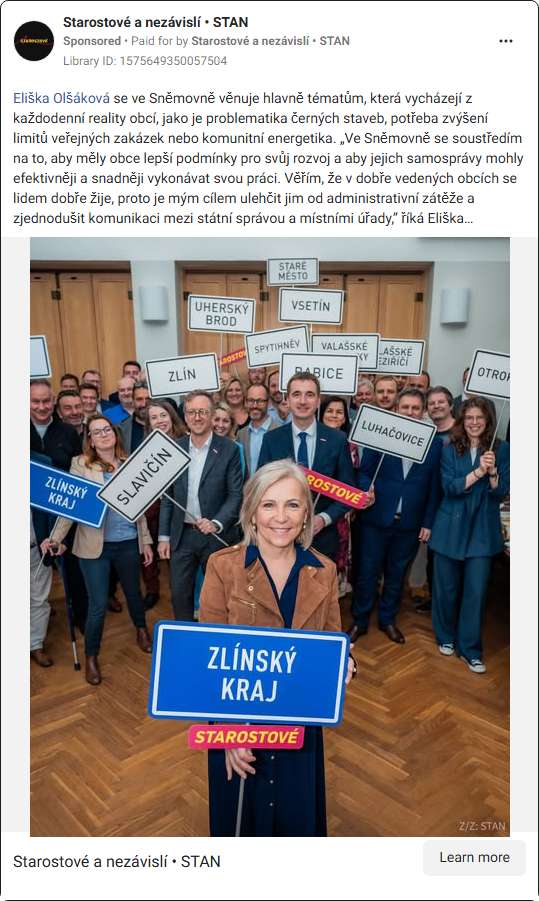 Starostové a nezávislí • STAN
Sponsored • Paid for by Starostové a nezávislí • STAN
Library ID: 1575649350057504
Eliška Olšáková se ve Sněmovně věnuje hlavně tématům, která vycházejí z
každodenní reality obcí, jako je problematika černých staveb, potřeba zvýšení
limitů veřejných zakázek nebo komunitní energetika. „Ve Sněmovně se soustředím
na to, aby měly obce lepší podmínky pro svůj rozvoj a aby jejich samosprávy mohly
efektivněji a snadněji vykonávat svou práci. Věřím, že v dobře vedených obcích se
lidem dobře žije, proto je mým cílem ulehčit jim od administrativní zátěže a
zjednodušit komunikaci mezi státní správou a místními úřady,“ říká Eliška...
STARÉ
MĚSTO
UHERSKÝ
BROD
VSETÍN
SPYTIHNĚV
VALAŠSKÉ
LAŠSKÉ
EZIŘÍČÍ
STAROST
ZLÍN
BABICE
OTROK
LUHAČOVICE
SLAVIČÍN
ZLÍNSKÝ
KRAJ
STAROSTOVÉ
ZLÍNSKÝ
KRAJ
STAROSTOVÉ
Z/Z: STAN
Starostové a nezávislí • STAN
Learn more